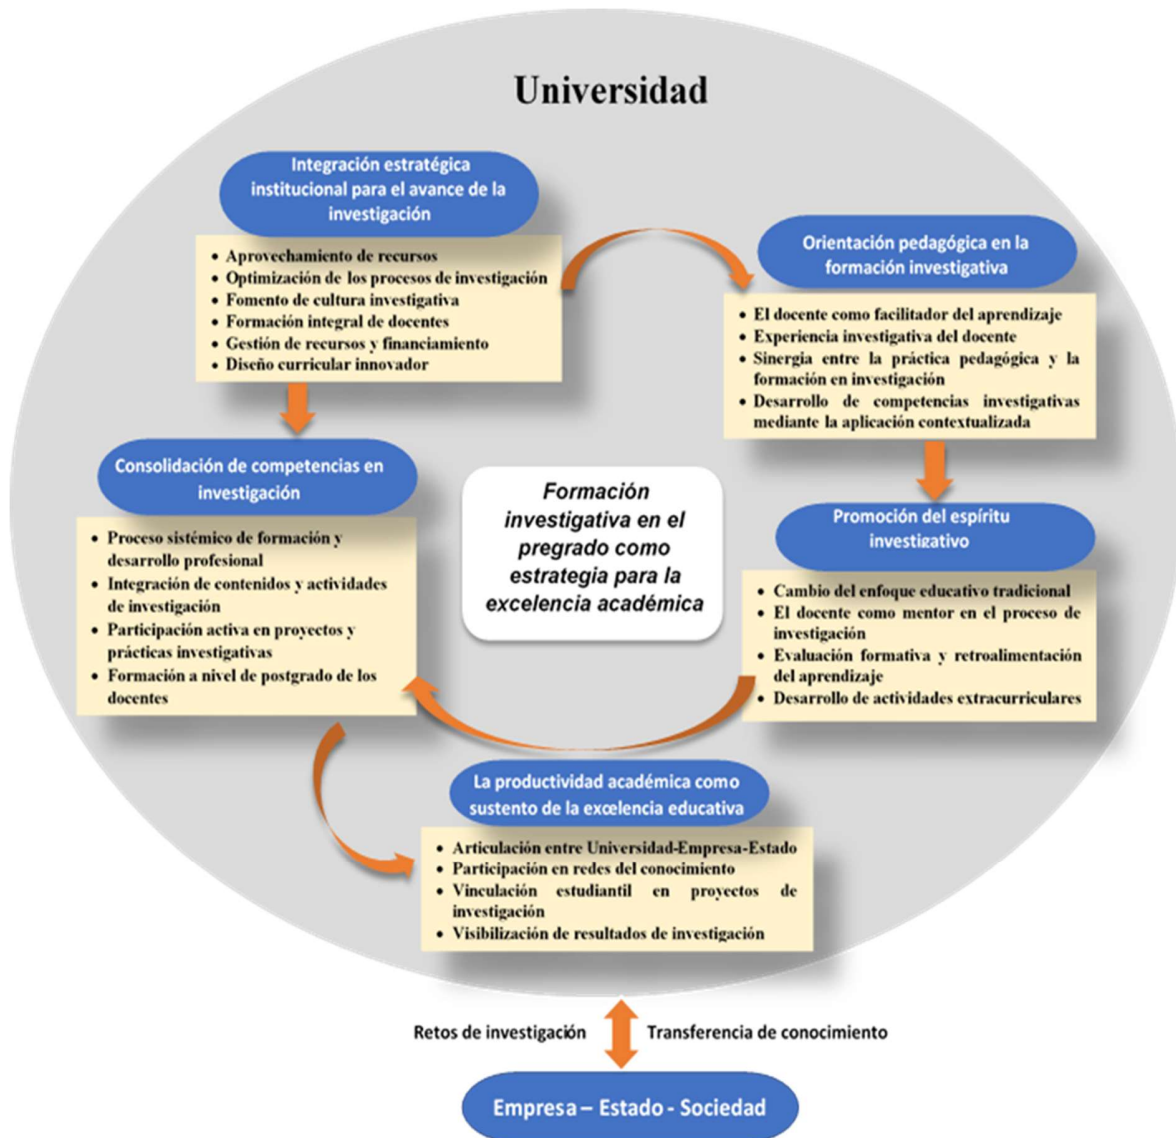 Universidad
Integración estratégica
institucional para el avance de la
investigación
• Aprovechamiento de recursos
• Optimización de los procesos de investigación
• Fomento de cultura investigativa
• Formación integral de docentes
• Gestión de recursos y financiamiento
• Diseño curricular innovador
Orientación pedagógica en la
formación investigativa
• El docente como facilitador del aprendizaje
• Experiencia investigativa del docente
• Sinergia entre la práctica pedagógica y la
formación en investigación
• Desarrollo de competencias investigativas
mediante la aplicación contextualizada
Consolidación de competencias en
investigación
• Proceso sistémico de formación y
desarrollo profesional
• Integración de contenidos y actividades
de investigación
• Participación activa en proyectos y
prácticas investigativas
• Formación a nivel de postgrado de los
docentes
Formación
investigativa en el
pregrado como
estrategia para la
excelencia académica
Promoción del espíritu
investigativo
• Cambio del enfoque educativo tradicional
• El docente como mentor en el proceso de
investigación
• Evaluación formativa y retroalimentación
del aprendizaje
• Desarrollo de actividades extracurriculares
La productividad académica como
sustento de la excelencia educativa
• Articulación entre Universidad-Empresa-Estado
• Participación en redes del conocimiento
• Vinculación estudiantil en proyectos de
investigación
• Visibilización de resultados de investigación
Retos de investigación
Transferencia de conocimiento
Empresa – Estado - Sociedad